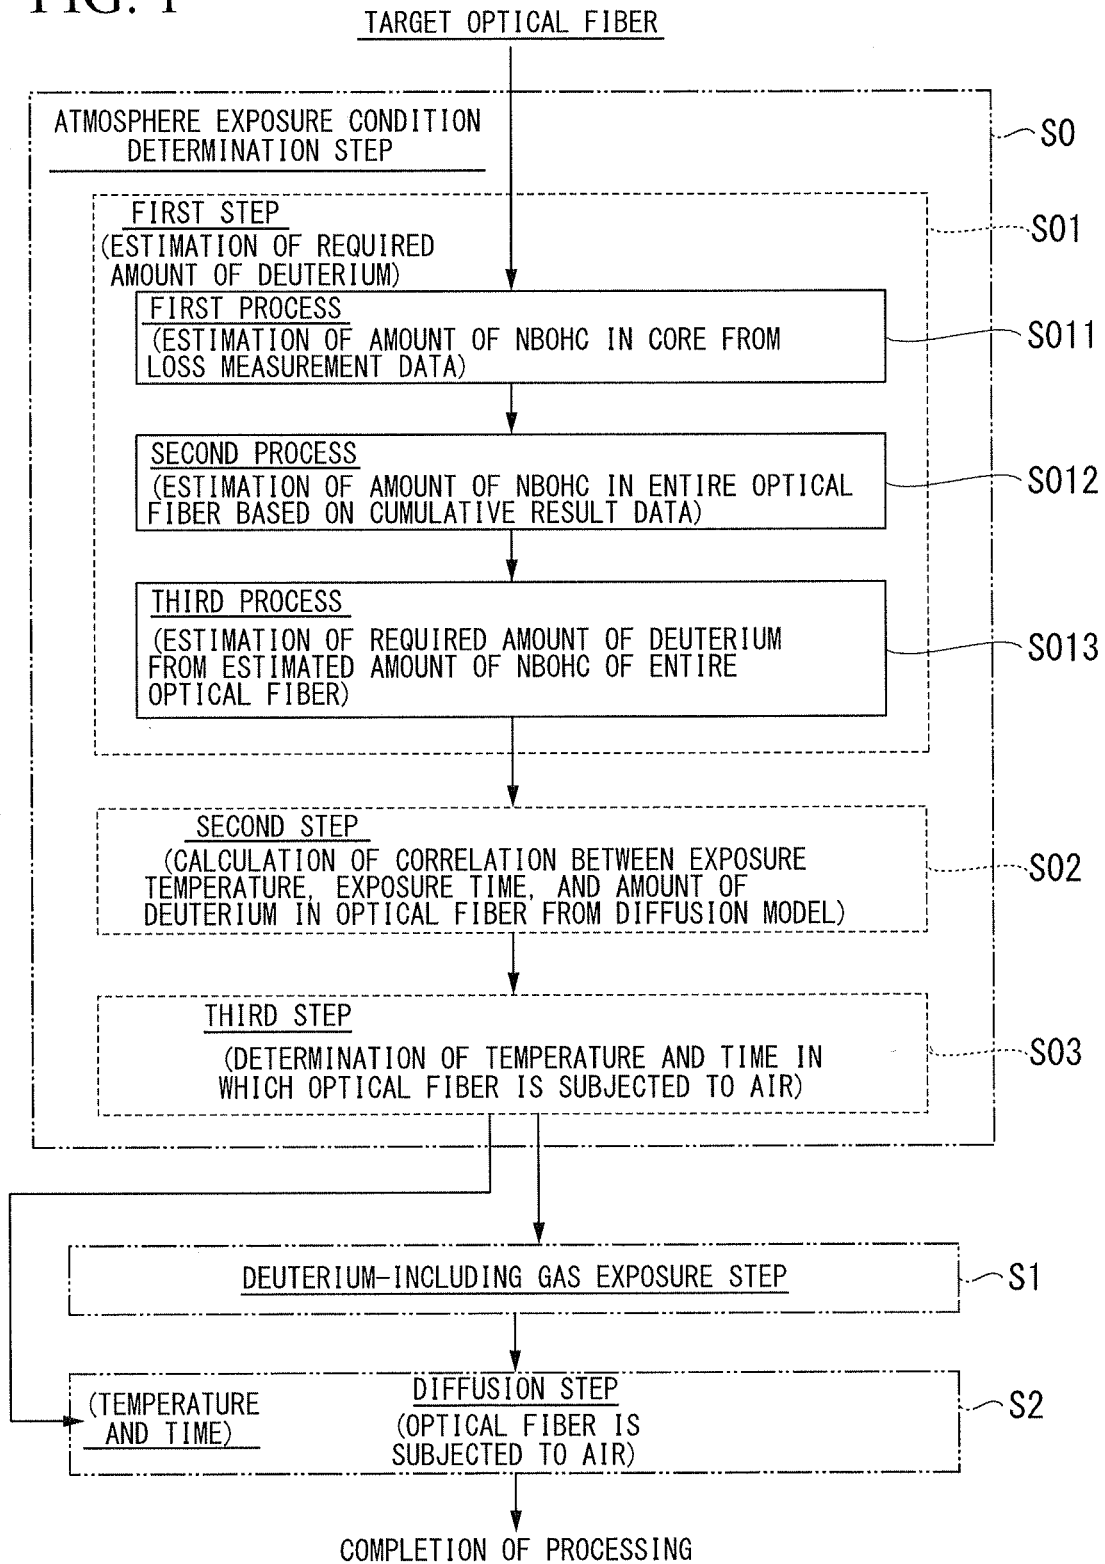 FIG. 1
TARGET OPTICAL FIBER
ATMOSPHERE EXPOSURE CONDITION
DETERMINATION STEP
S0
FIRST STEP
(ESTIMATION OF REQUIRED
AMOUNT OF DEUTERIUM)
S01
FIRST PROCESS
(ESTIMATION OF AMOUNT OF NBOHC IN CORE FROM
LOSS MEASUREMENT DATA)
S011
SECOND PROCESS
(ESTIMATION OF AMOUNT OF NBOHC IN ENTIRE OPTICAL
FIBER BASED ON CUMULATIVE RESULT DATA)
S012
THIRD PROCESS
(ESTIMATION OF REQUIRED AMOUNT OF DEUTERIUM
FROM ESTIMATED AMOUNT OF NBOHC OF ENTIRE
OPTICAL FIBER)
S013
SECOND STEP
(CALCULATION OF CORRELATION BETWEEN EXPOSURE
TEMPERATURE, EXPOSURE TIME, AND AMOUNT OF
DEUTERIUM IN OPTICAL FIBER FROM DIFFUSION MODEL)
S02
THIRD STEP
(DETERMINATION OF TEMPERATURE AND TIME IN
WHICH OPTICAL FIBER IS SUBJECTED TO AIR)
S03
DEUTERIUM-INCLUDING GAS EXPOSURE STEP
S1
(TEMPERATURE
AND TIME)
DIFFUSION STEP
(OPTICAL FIBER IS
SUBJECTED TO AIR)
S2
COMPLETION OF PROCESSING